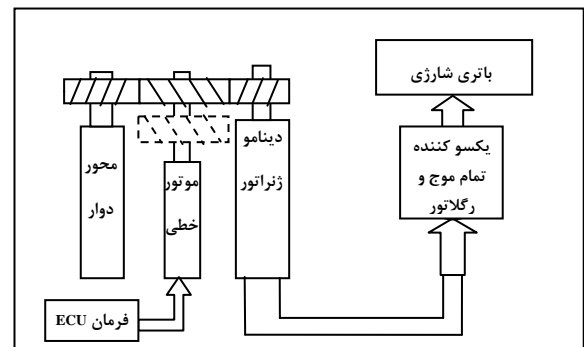 باتری شارژی
یکسو کننده
تمام موج و
رگلاتور
دینامو
ژنراتور
موتور
خطی
محور
دوار
فرمان ECU